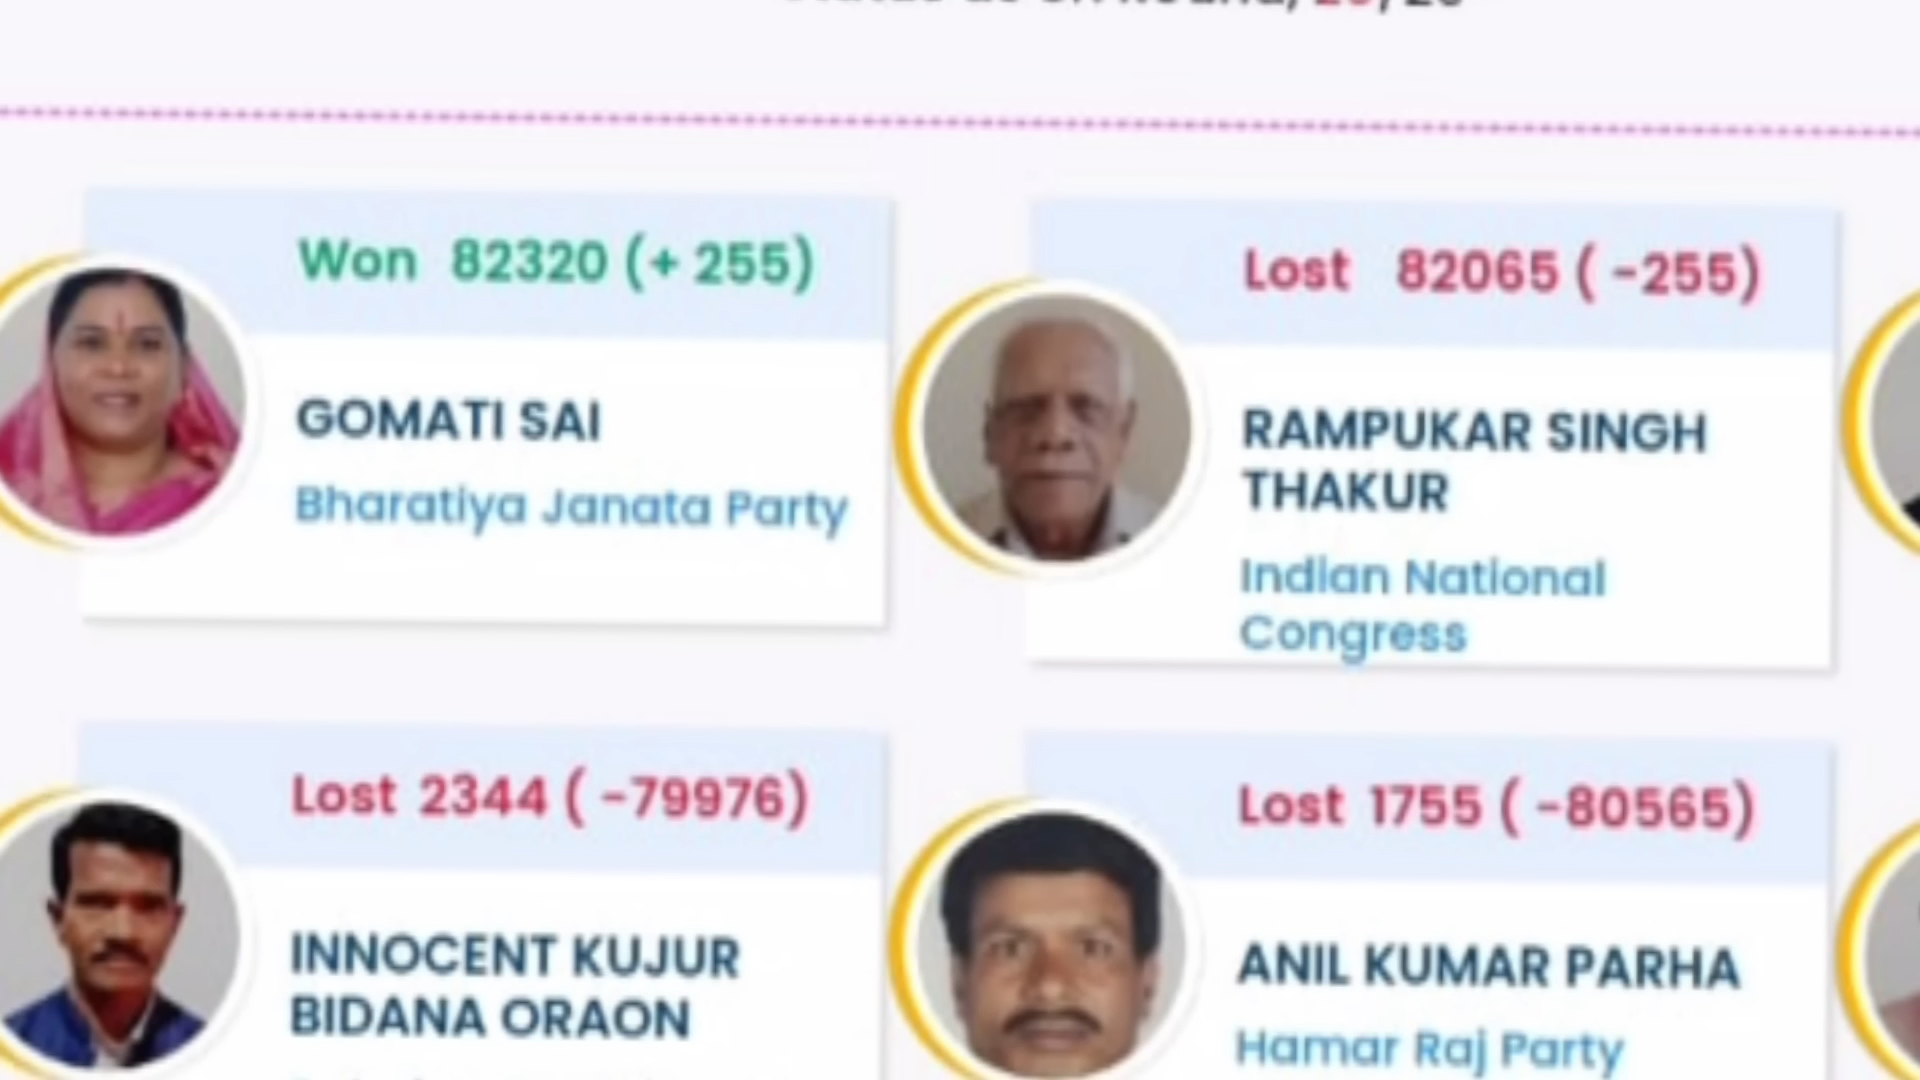 Won 82320 (+ 255)
GOMATI SAI
Bharatiya Janata Party
Lost 82065 ( -255)
RAMPUKAR SINGH
THAKUR
Indian National
Congress
Lost 2344 ( -79976)
INNOCENT KUJUR
BIDANA ORAON
Lost 1755 ( -80565)
ANIL KUMAR PARHA
Hamar Raj Party